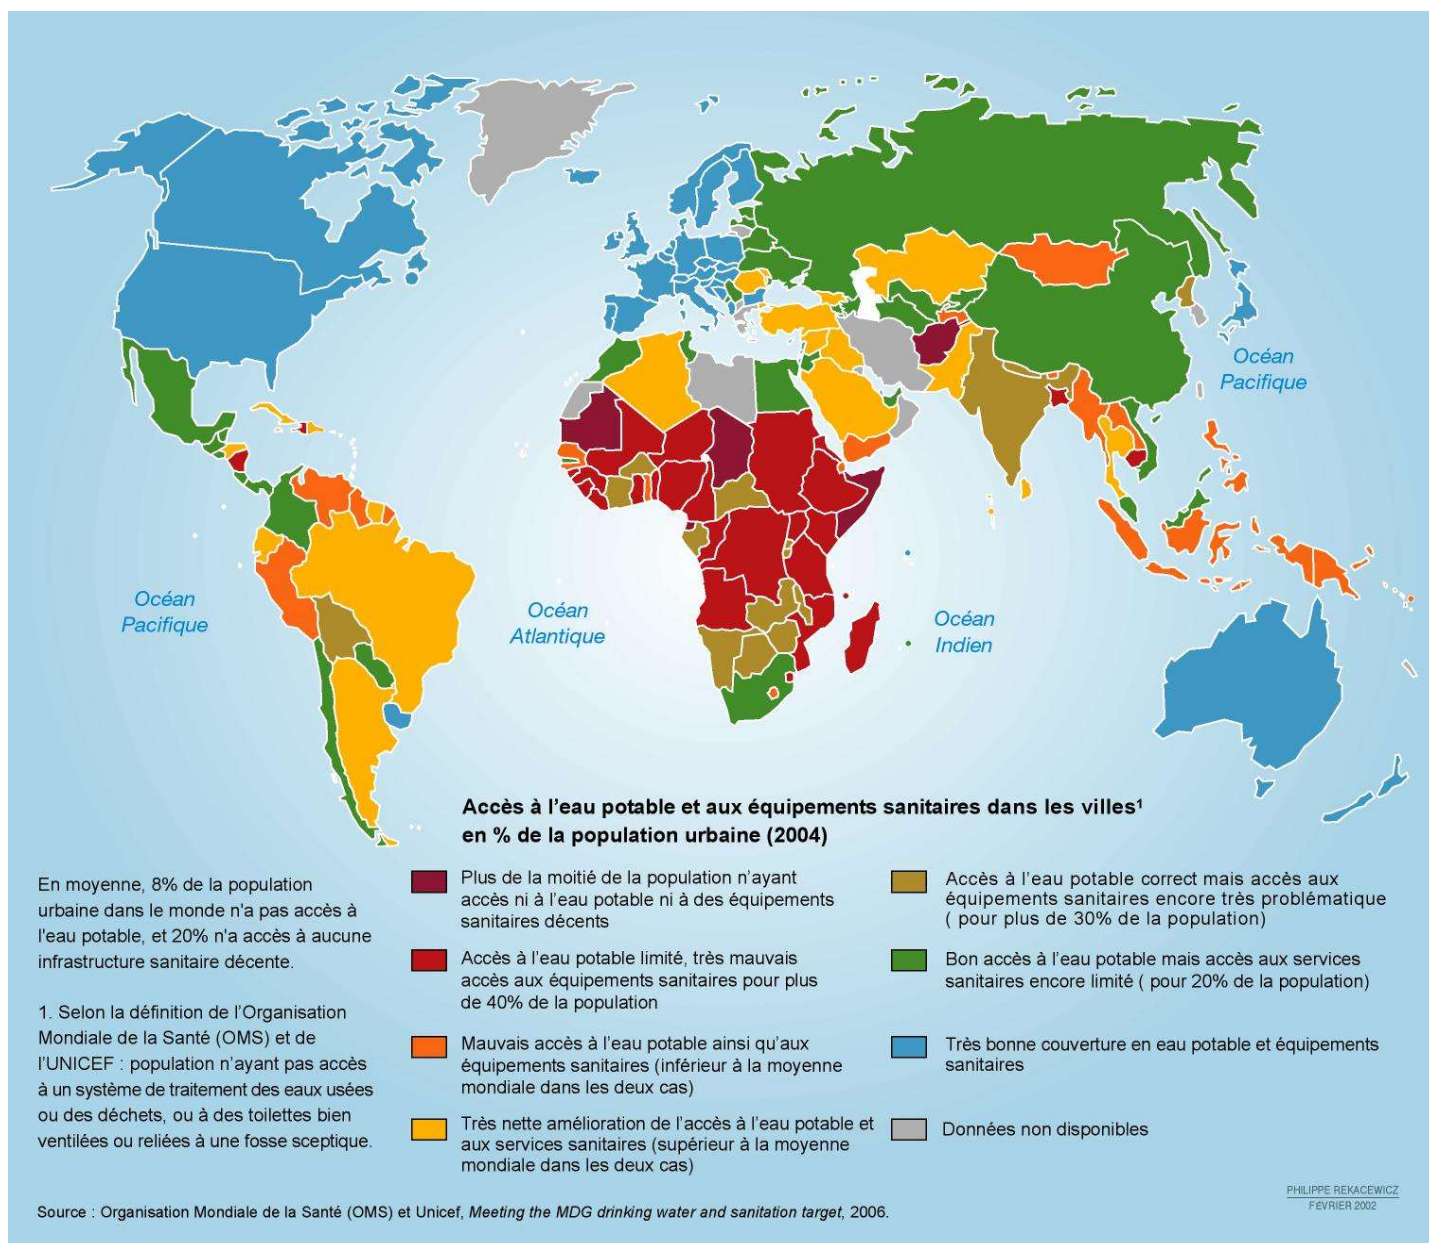 Océan
Pacifique
Océan
Pacifique
Océan
Atlantique
Océan
Indien
Accès à l'eau potable et aux équipements sanitaires dans les villes¹
en % de la population urbaine (2004)
En moyenne, 8% de la population
urbaine dans le monde n'a pas accès à
l'eau potable, et 20% n'a accès à aucune
infrastructure sanitaire décente.
1. Selon la définition de l'Organisation
Mondiale de la Santé (OMS) et de
l'UNICEF : population n'ayant pas accès
à un système de traitement des eaux usées
ou des déchets, ou à des toilettes bien
ventilées ou reliées à une fosse sceptique.
Plus de la moitié de la population n'ayant
accès ni à l'eau potable ni à des équipements
sanitaires décents
Accès à l'eau potable limité, très mauvais
accès aux équipements sanitaires pour plus
de 40% de la population
Mauvais accès à l'eau potable ainsi qu'aux
équipements sanitaires (inférieur à la moyenne
mondiale dans les deux cas)
Très nette amélioration de l'accès à l'eau potable et
aux services sanitaires (supérieur à la moyenne
mondiale dans les deux cas)
Accès à l'eau potable correct mais accès aux
équipements sanitaires encore très problématique
( pour plus de 30% de la population)
Bon accès à l'eau potable mais accès aux services
sanitaires encore limité ( pour 20% de la population)
Très bonne couverture en eau potable et équipements
sanitaires
Données non disponibles
PHILIPPE REKACEWICZ
FÉVRIER 2002
Source : Organisation Mondiale de la Santé (OMS) et Unicef, Meeting the MDG drinking water and sanitation target, 2006.